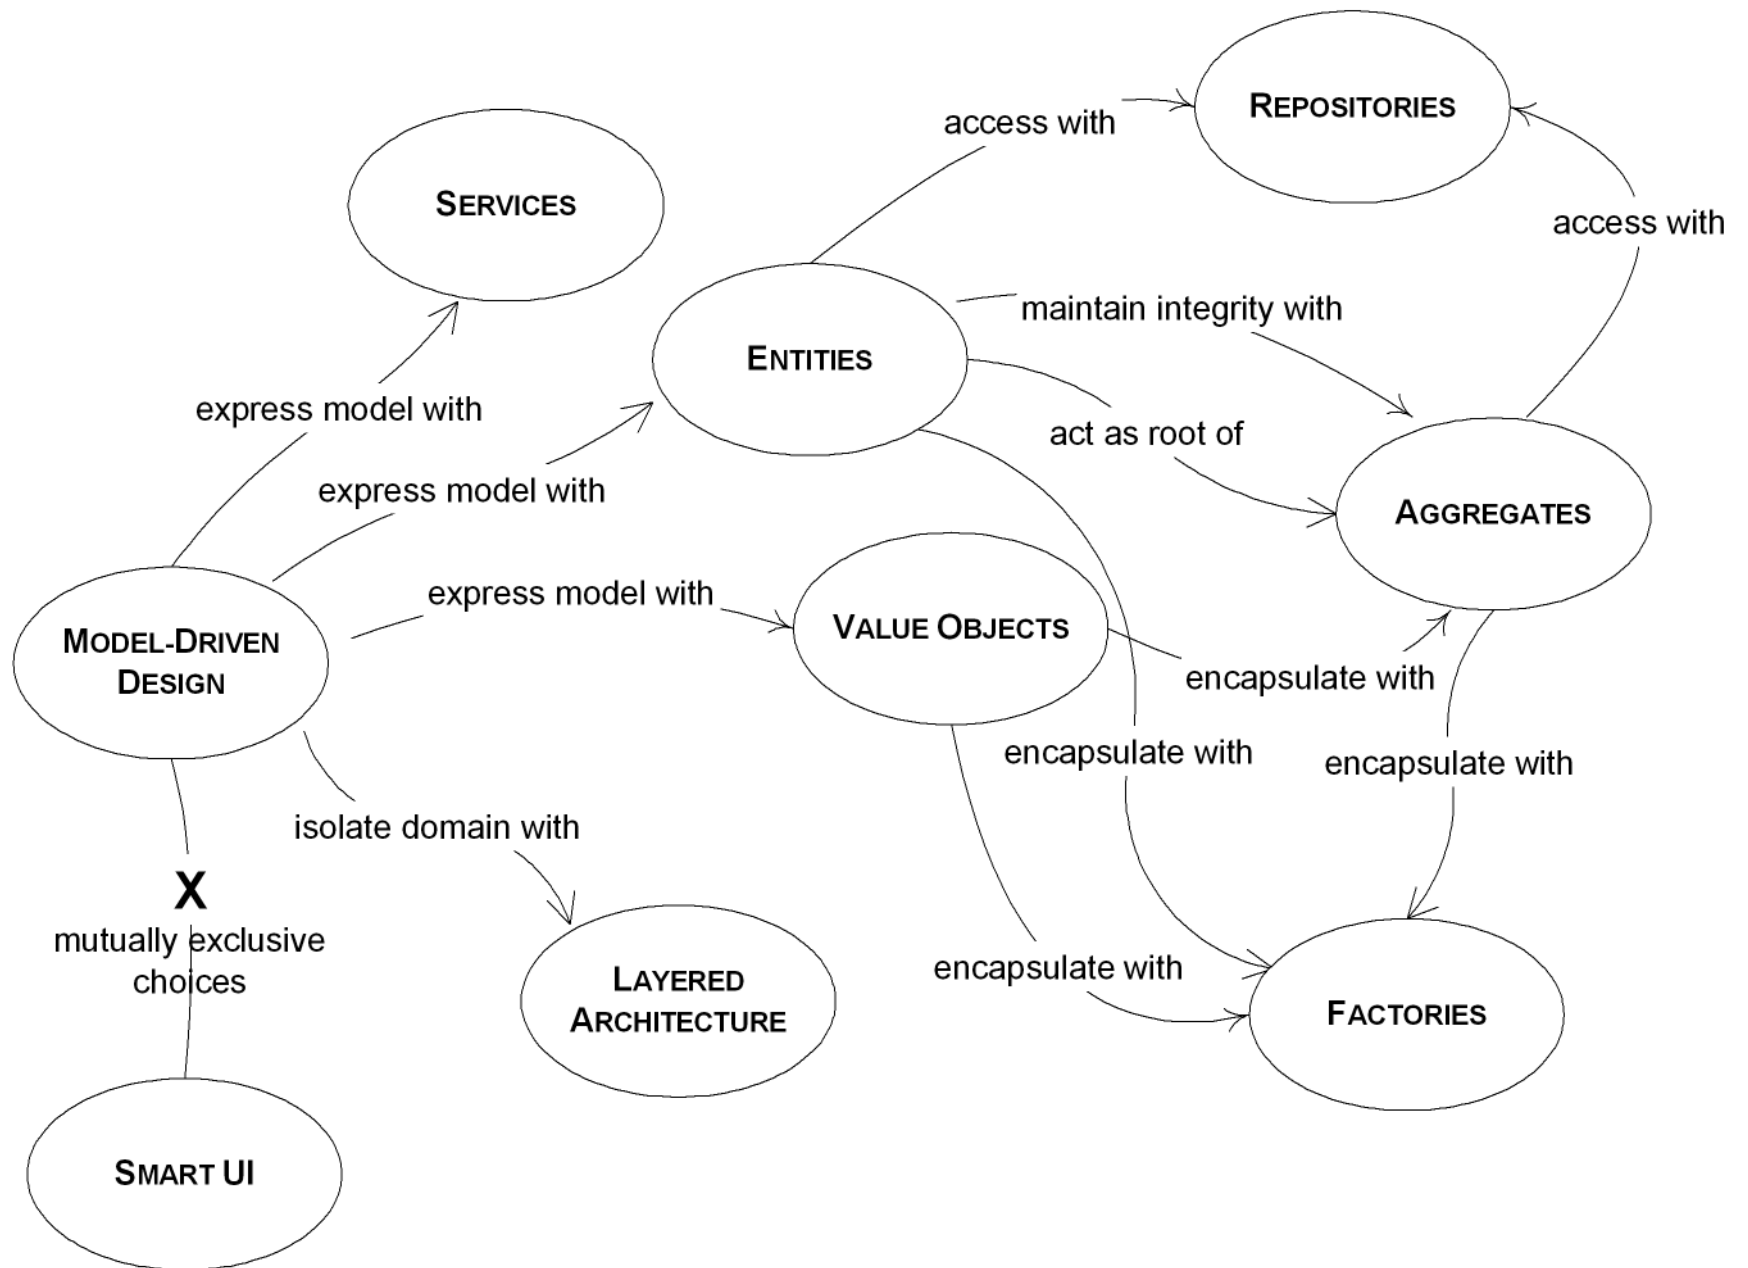 REPOSITORIES
access with
SERVICES
access with
maintain integrity with
ENTITIES
express model with
act as root of
express model with
AGGREGATES
express model with
VALUE OBJECTS
MODEL-DRIVEN
DESIGN
encapsulate with
encapsulate with
encapsulate with
isolate domain with
X
mutually exclusive
choices
encapsulate with
LAYERED
ARCHITECTURE
FACTORIES
SMART UI